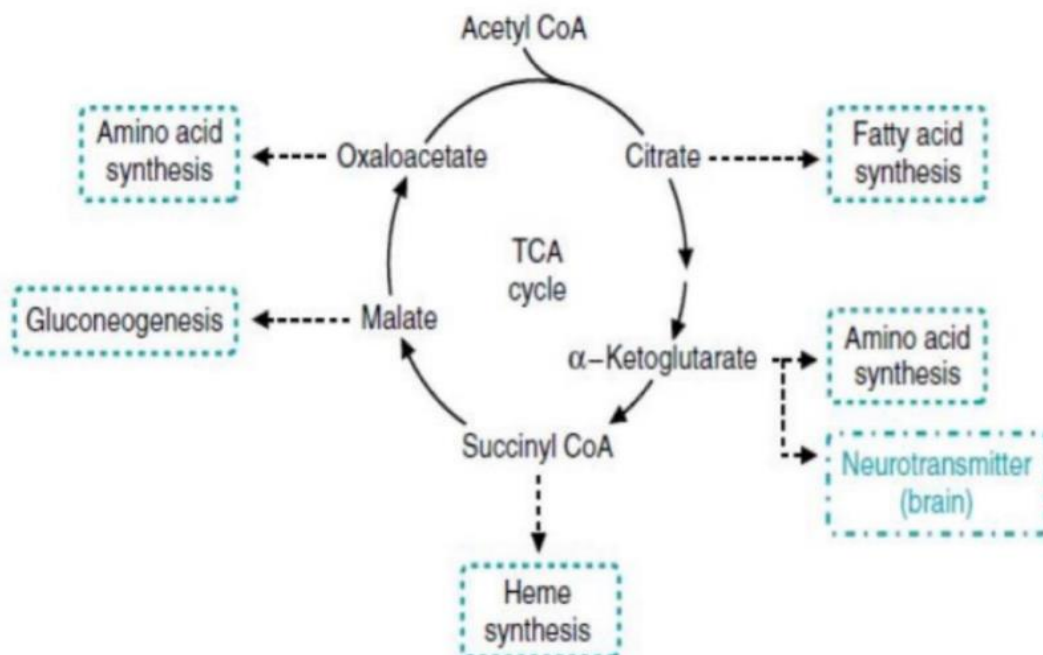 Acetyl CoA
Amino acid
synthesis
Oxaloacetate
Citrate
Fatty acid
synthesis
TCA
cycle
Gluconeogenesis
Malate
α–Ketoglutarate
Amino acid
synthesis
Succinyl CoA
Neurotransmitter
(brain)
Heme
synthesis